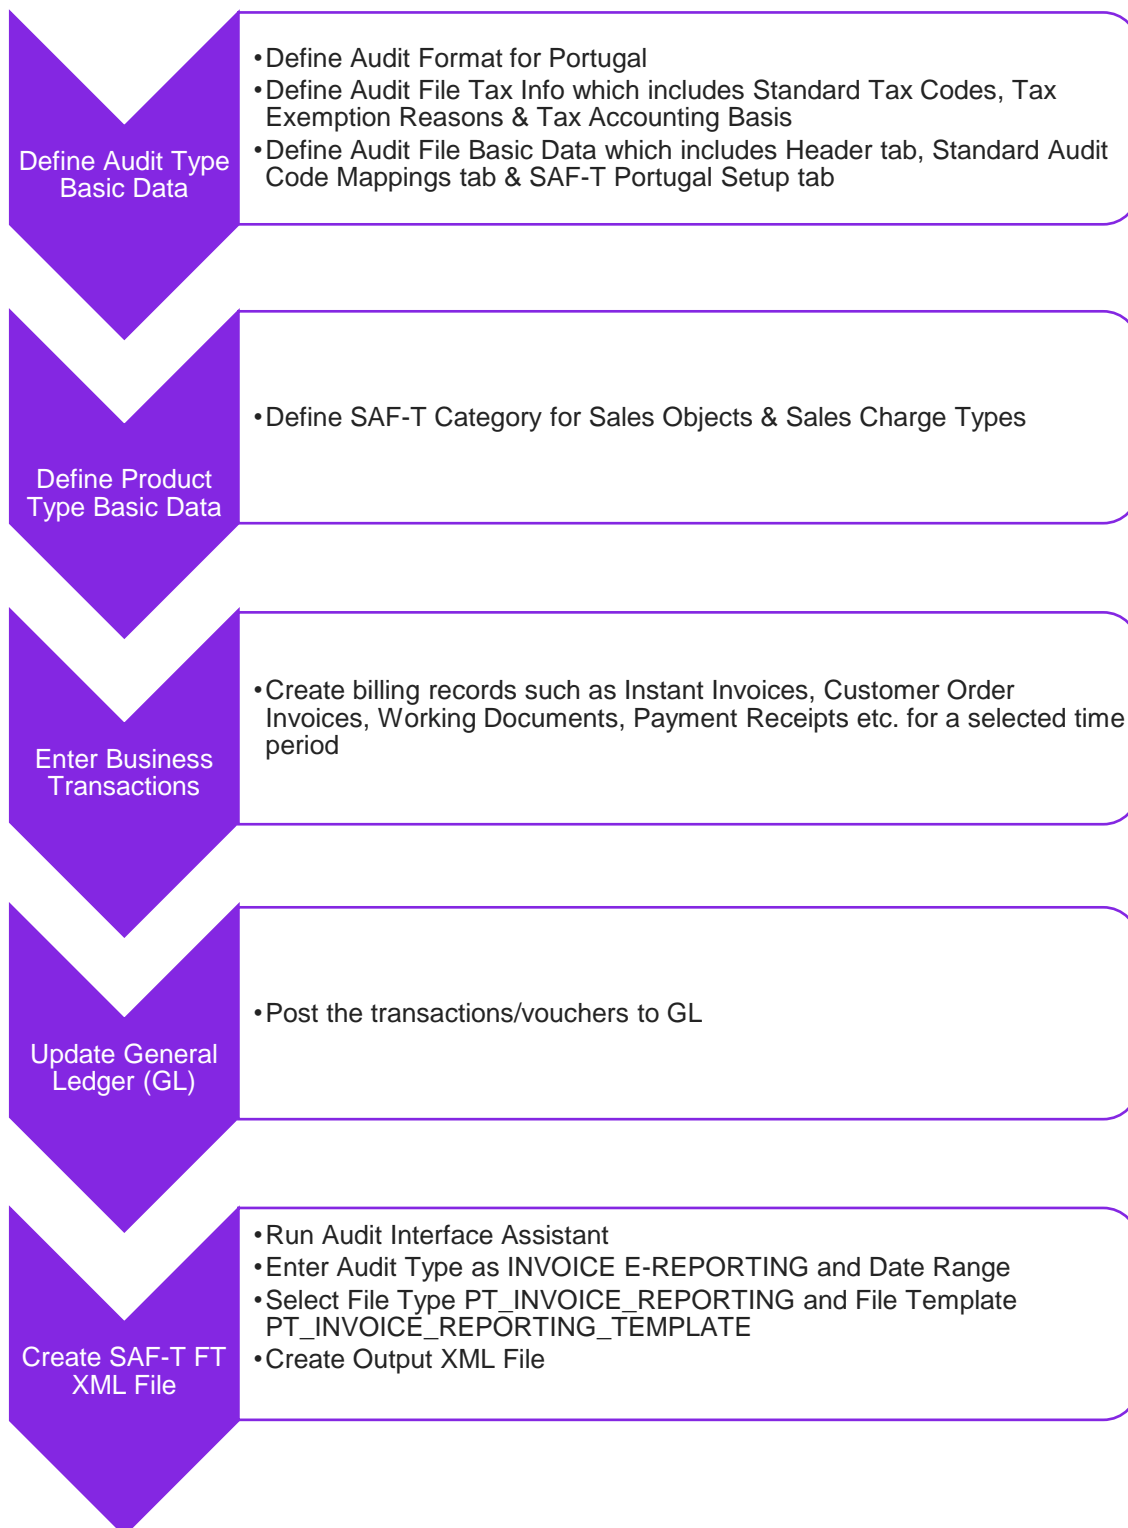 Define Audit Type
Basic Data
•Define Audit Format for Portugal
•Define Audit File Tax Info which includes Standard Tax Codes, Tax
Exemption Reasons & Tax Accounting Basis
•Define Audit File Basic Data which includes Header tab, Standard Audit
Code Mappings tab & SAF-T Portugal Setup tab
Define Product
Type Basic Data
•Define SAF-T Category for Sales Objects & Sales Charge Types
Enter Business
Transactions
•Create billing records such as Instant Invoices, Customer Order
Invoices, Working Documents, Payment Receipts etc. for a selected time
period
Update General
Ledger (GL)
•Post the transactions/vouchers to GL
Create SAF-T FT
XML File
•Run Audit Interface Assistant
•Enter Audit Type as INVOICE E-REPORTING and Date Range
•Select File Type PT_INVOICE_REPORTING and File Template
PT_INVOICE_REPORTING_TEMPLATE
•Create Output XML File